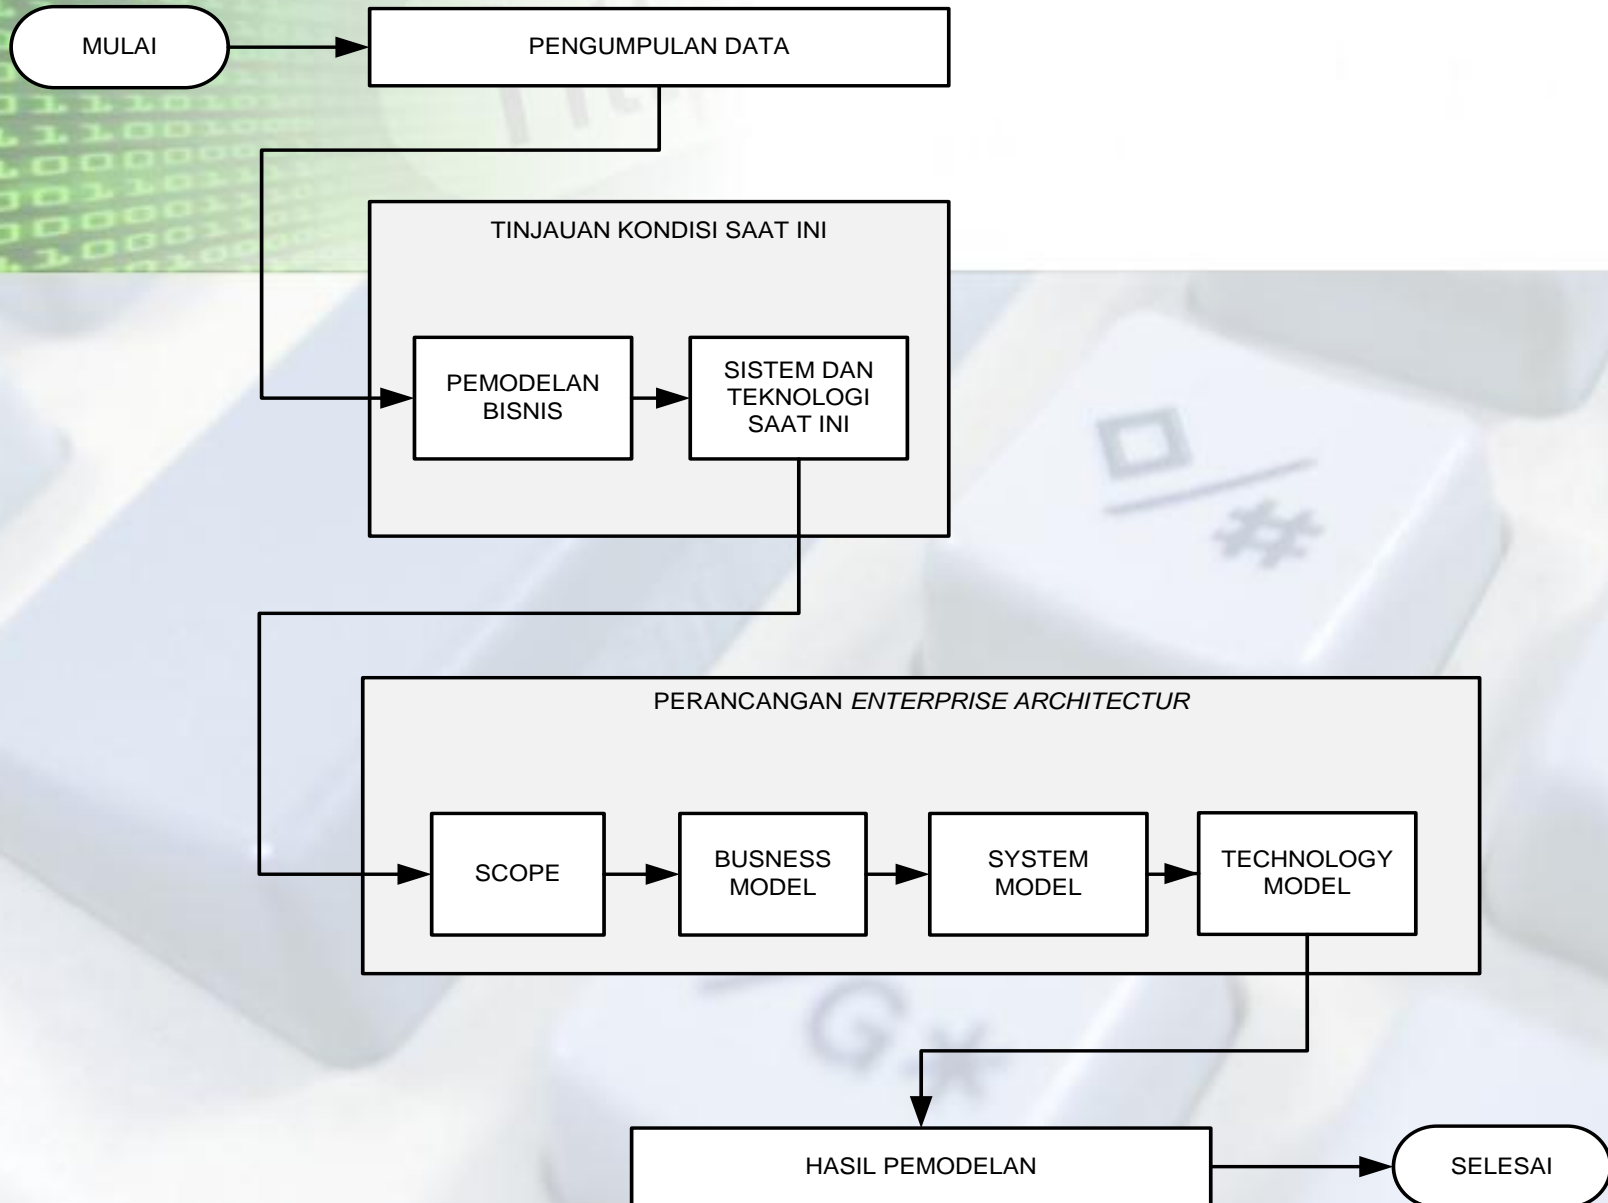 MULAI
PENGUMPULAN DATA
TINJAUAN KONDISI SAAT INI
PEMODELAN
BISNIS
SISTEM DAN
TEKNOLOGI
SAAT INI
PERANCANGAN ENTERPRISE ARCHITECTUR
SCOPE
BUSNESS
MODEL
SYSTEM
MODEL
TECHNOLOGY
MODEL
HASIL PEMODELAN
SELESAI